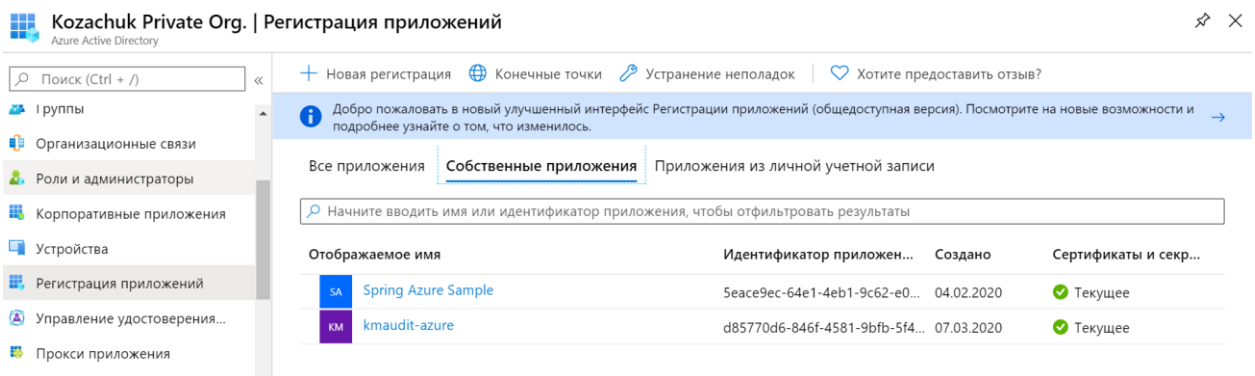 Kozachuk Private Org. | Регистрация приложений
Azure Active Directory
Поиск (Ctrl + /)
«
Группы
Организационные связи
Роли и администраторы
Корпоративные приложения
Устройства
Регистрация приложений
Управление удостоверения...
Прокси приложения
Новая регистрация
Конечные точки
Устранение неполадок
Хотите предоставить отзыв?
Добро пожаловать в новый улучшенный интерфейс Регистрации приложений (общедоступная версия). Посмотрите на новые возможности и
подробнее узнайте о том, что изменилось.
Все приложения
Собственные приложения
Приложения из личной учетной записи
Начните вводить имя или идентификатор приложения, чтобы отфильтровать результаты
Отображаемое имя Идентификатор приложен... Создано Сертификаты и секр...
SA Spring Azure Sample 5eace9ec-64e1-4eb1-9c62-e0... 04.02.2020 Текущее
KM kmaudit-azure d85770d6-846f-4581-9bfb-5f4... 07.03.2020 Текущее